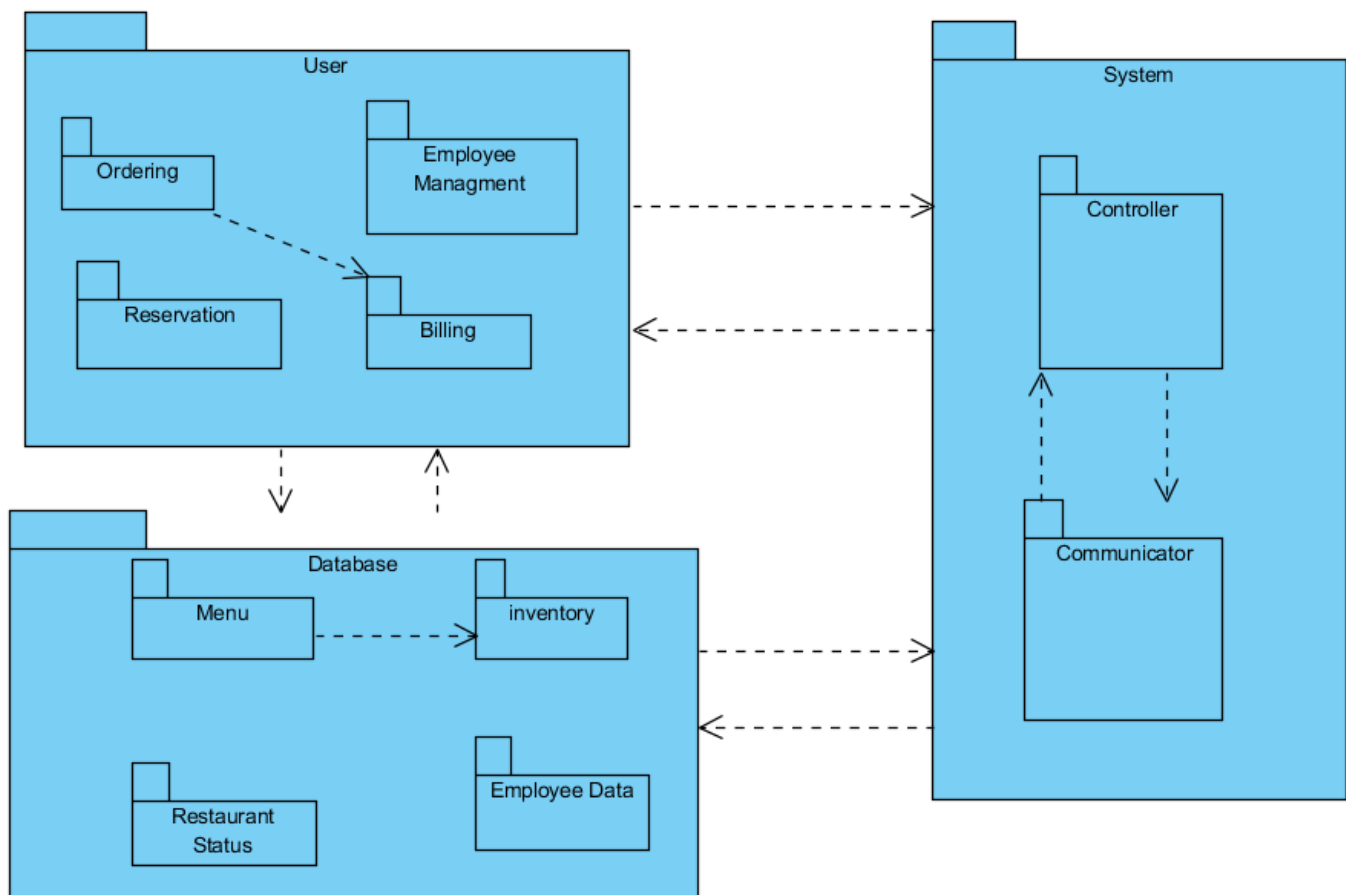 User
Ordering
Employee
Managment
Reservation
Billing
System
Controller
Communicator
Database
Menu
inventory
Restaurant
Status
Employee Data